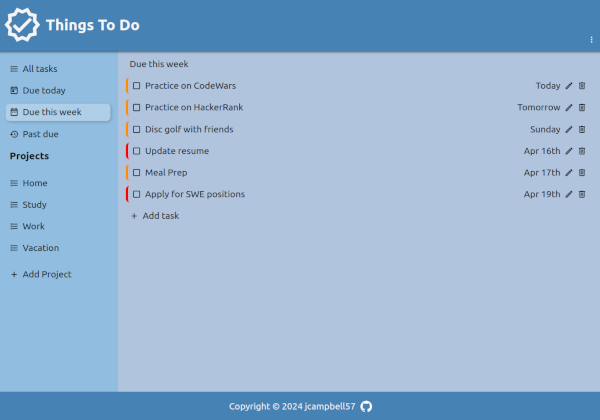 Things To Do
All tasks
Due today
Due this week
Past due
Projects
Home
Study
Work
Vacation
Add Project
Due this week
Practice on CodeWars Today
Practice on HackerRank Tomorrow
Disc golf with friends Sunday
Update resume Apr 16th
Meal Prep Apr 17th
Apply for SWE positions Apr 19th
Add task
Copyright © 2024 jcampbell57